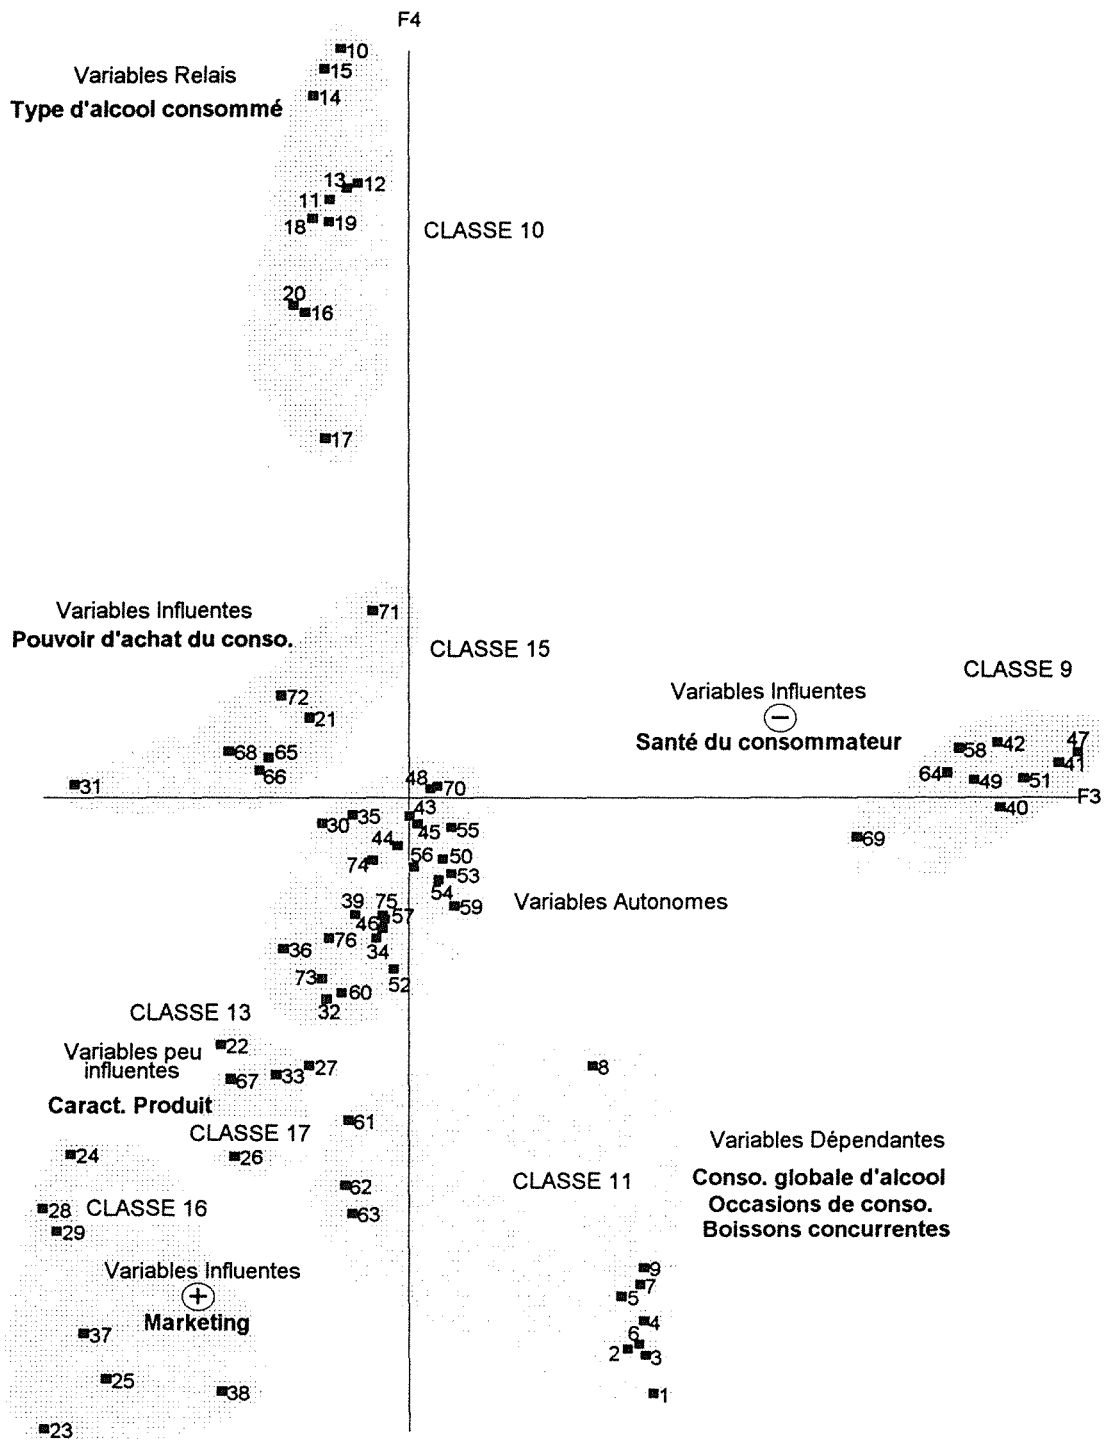 F4
10
15
Variables Relais
14
Type d'alcool consommé
13 12
11
18 19
CLASSE 10
20
16
17
Variables Influentes
71
Pouvoir d'achat du conso.
CLASSE 15
CLASSE 9
72
Variables Influentes
21
−
68 65
Santé du consommateur
58 42 47
66
64 49 51 41
31
48 70
F3
40
30 35 43
45 55
69
44
74 56 50
53
54
39 75 57
59
Variables Autonomes
46
36 76 34
73 52
32 60
CLASSE 13
22
Variables peu
influentes
27
8
67 33
Caract. Produit
61
CLASSE 17
24
26
Variables Dépendantes
62
CLASSE 11
Conso. globale d'alcool
28 CLASSE 16
63
Occasions de conso.
29
Boissons concurrentes
Variables Influentes
9
7
+
5
Marketing
4
37
6
2 3
25
38
1
23